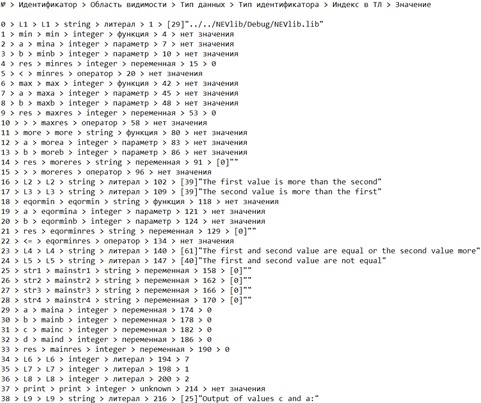 № > Идентификатор > Область видимости > Тип данных > Тип идентификатора > Индекс в ТЛ > Значение
0 > L1 > L1 > string > литерал > 1 > [29]"../../NEVlib/Debug/NEVlib.lib"
1 > min > min > integer > функция > 4 > нет значения
2 > a > mina > integer > параметр > 7 > нет значения
3 > b > minb > integer > параметр > 10 > нет значения
4 > res > minres > integer > переменная > 15 > 0
5 > < > minres > оператор > 20 > нет значения
6 > max > max > integer > функция > 42 > нет значения
7 > a > maxa > integer > параметр > 45 > нет значения
8 > b > maxb > integer > параметр > 48 > нет значения
9 > res > maxres > integer > переменная > 53 > 0
10 > > > maxres > оператор > 58 > нет значения
11 > more > more > string > функция > 80 > нет значения
12 > a > morea > integer > параметр > 83 > нет значения
13 > b > moreb > integer > параметр > 86 > нет значения
14 > res > moreres > string > переменная > 91 > [0]""
15 > > > moreres > оператор > 96 > нет значения
16 > L2 > L2 > string > литерал > 102 > [39]"The first value is more than the second"
17 > L3 > L3 > string > литерал > 109 > [39]"The second value is more than the first"
18 > eqormin > eqormin > string > функция > 118 > нет значения
19 > a > eqormina > integer > параметр > 121 > нет значения
20 > b > eqorminb > integer > параметр > 124 > нет значения
21 > res > eqorminres > string > переменная > 129 > [0]""
22 > <= > eqorminres > оператор > 134 > нет значения
23 > L4 > L4 > string > литерал > 140 > [61]"The first and second value are equal or the second value more"
24 > L5 > L5 > string > литерал > 147 > [40]"The first and second value are not equal"
25 > str1 > mainstr1 > string > переменная > 158 > [0]""
26 > str2 > mainstr2 > string > переменная > 162 > [0]""
27 > str3 > mainstr3 > string > переменная > 166 > [0]""
28 > str4 > mainstr4 > string > переменная > 170 > [0]""
29 > a > maina > integer > переменная > 174 > 0
30 > b > mainb > integer > переменная > 178 > 0
31 > c > mainc > integer > переменная > 182 > 0
32 > d > maind > integer > переменная > 186 > 0
33 > res > mainres > integer > переменная > 190 > 0
34 > L6 > L6 > integer > литерал > 194 > 7
35 > L7 > L7 > integer > литерал > 198 > 1
36 > L8 > L8 > integer > литерал > 200 > 2
37 > print > print > integer > unknown > 214 > нет значения
38 > L9 > L9 > string > литерал > 216 > [25]"Output of values c and a:"